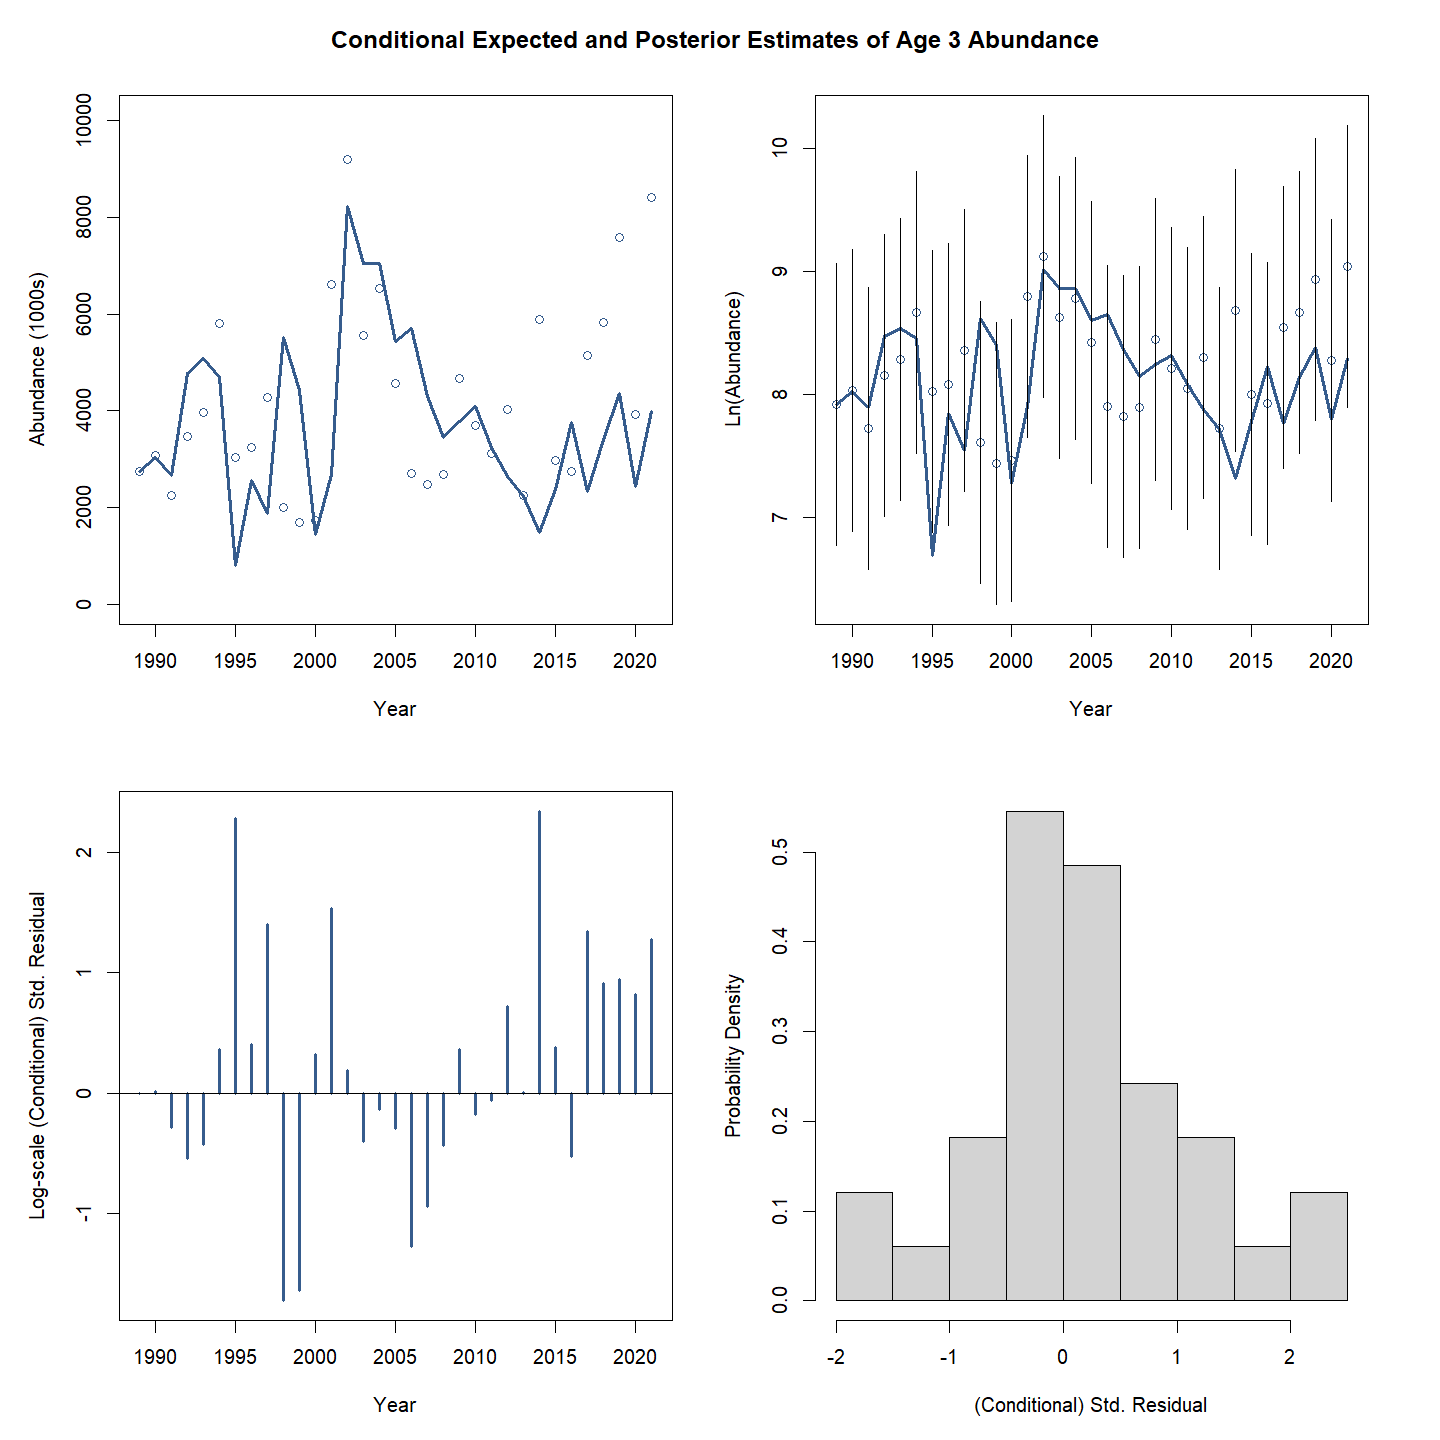 Conditional Expected and Posterior Estimates of Age 3 Abundance
Abundance (1000s)
10000
8000
6000
4000
2000
0
1990 1995 2000 2005 2010 2015 2020
Year
Ln(Abundance)
10
9
8
7
1990 1995 2000 2005 2010 2015 2020
Year
Log-scale (Conditional) Std. Residual
2
1
0
-1
1990 1995 2000 2005 2010 2015 2020
Year
Probability Density
0.5
0.4
0.3
0.2
0.1
0.0
-2 -1 0 1 2
(Conditional) Std. Residual